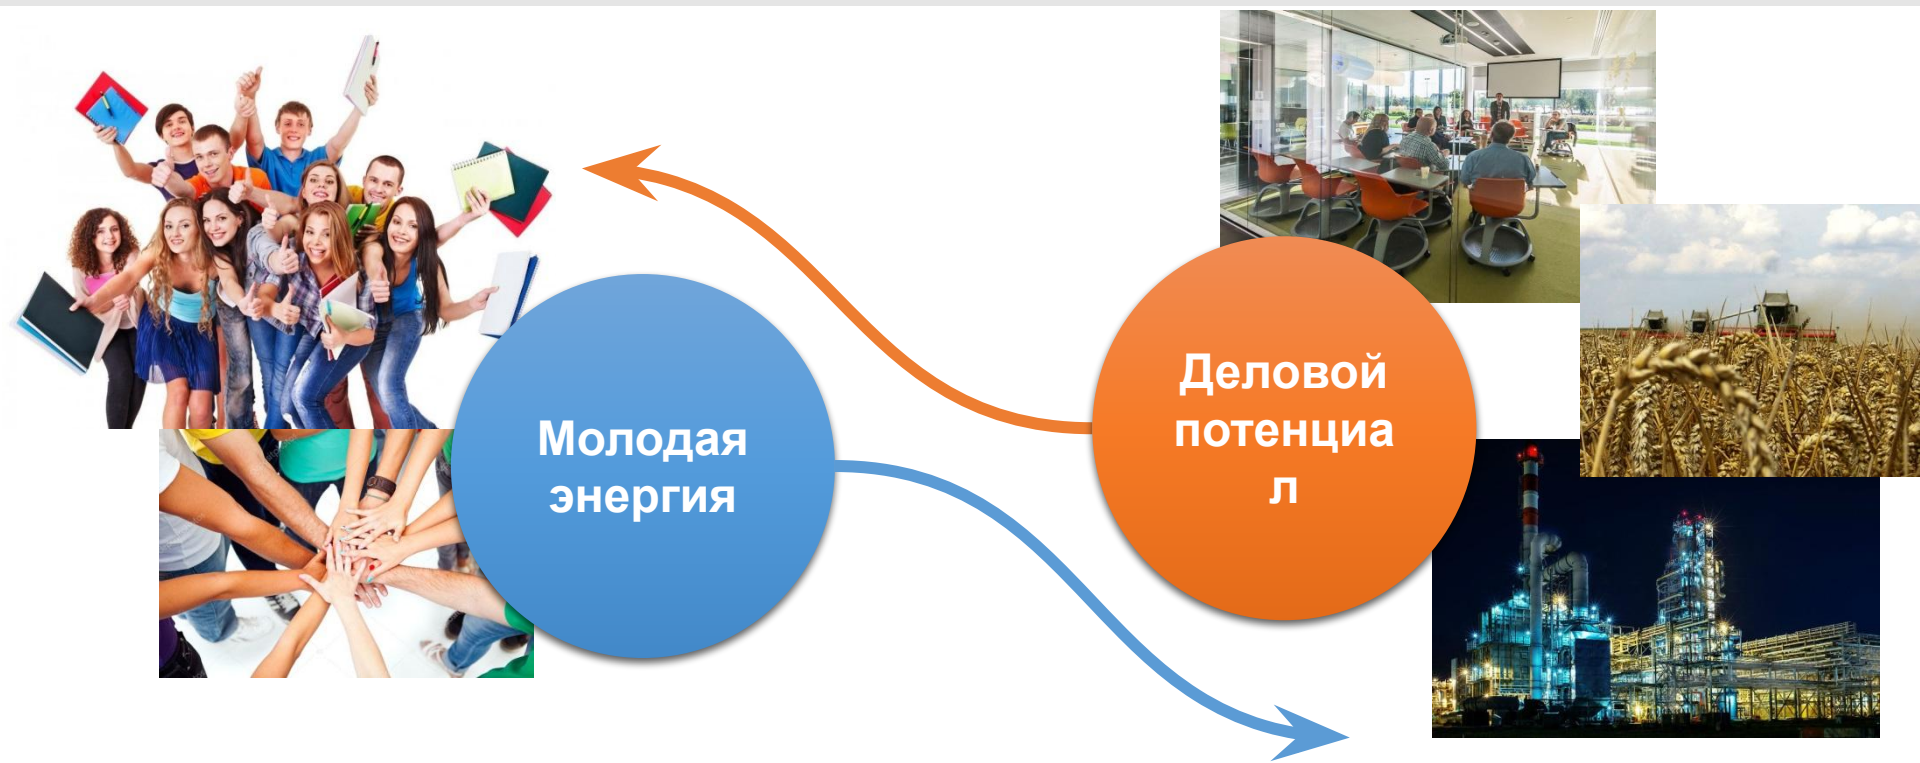 Молодая
энергия
Деловой
потенциа
л